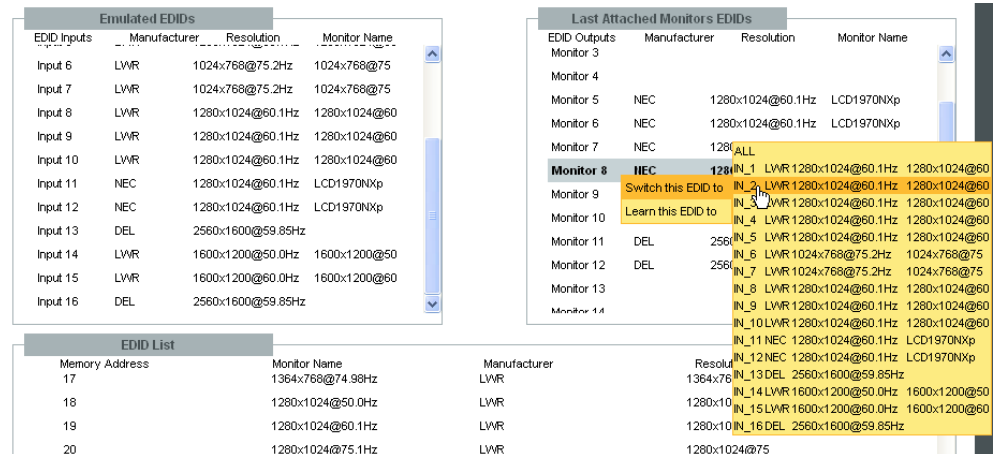 Emulated EDIDs
EDID Inputs Manufacturer Resolution Monitor Name
Input 6 LWR 1024x768@75.2Hz 1024x768@75
Input 7 LWR 1024x768@75.2Hz 1024x768@75
Input 8 LWR 1280x1024@60.1Hz 1280x1024@60
Input 9 LWR 1280x1024@60.1Hz 1280x1024@60
Input 10 LWR 1280x1024@60.1Hz 1280x1024@60
Input 11 NEC 1280x1024@60.1Hz LCD1970NXp
Input 12 NEC 1280x1024@60.1Hz LCD1970NXp
Input 13 DEL 2560x1600@59.85Hz
Input 14 LWR 1600x1200@50.0Hz 1600x1200@50
Input 15 LWR 1600x1200@60.0Hz 1600x1200@60
Input 16 DEL 2560x1600@59.85Hz
Last Attached Monitors EDIDs
EDID Outputs Manufacturer Resolution Monitor Name
Monitor 3
Monitor 4
Monitor 5 NEC 1280x1024@60.1Hz LCD1970NXp
Monitor 6 NEC 1280x1024@60.1Hz LCD1970NXp
Monitor 7 NEC 1280
Monitor 8 NEC 128
Monitor 9
Monitor 10
Monitor 11 DEL 256
Monitor 12 DEL 256
Monitor 13
Monitor 14
Switch this EDID to
Learn this EDID to
ALL
IN_1 LWR 1280x1024@60.1Hz 1280x1024@60
IN_2 LWR 1280x1024@60.1Hz 1280x1024@60
IN_3 LWR 1280x1024@60.1Hz 1280x1024@60
IN_4 LWR 1280x1024@60.1Hz 1280x1024@60
IN_5 LWR 1280x1024@60.1Hz 1280x1024@60
IN_6 LWR 1024x768@75.2Hz 1024x768@75
IN_7 LWR 1024x768@75.2Hz 1024x768@75
IN_8 LWR 1280x1024@60.1Hz 1280x1024@60
IN_9 LWR 1280x1024@60.1Hz 1280x1024@60
IN_10 LWR 1280x1024@60.1Hz 1280x1024@60
IN_11 NEC 1280x1024@60.1Hz LCD1970NXp
IN_12 NEC 1280x1024@60.1Hz LCD1970NXp
IN_13 DEL 2560x1600@59.85Hz
IN_14 LWR 1600x1200@50.0Hz 1600x1200@50
IN_15 LWR 1600x1200@60.0Hz 1600x1200@60
IN_16 DEL 2560x1600@59.85Hz
EDID List
Memory Address Monitor Name Manufacturer Resolu
17 1364x768@74.98Hz LWR 1364x76
18 1280x1024@50.0Hz LWR 1280x10
19 1280x1024@60.1Hz LWR 1280x10
20 1280x1024@75.1Hz LWR 1280x1024@75